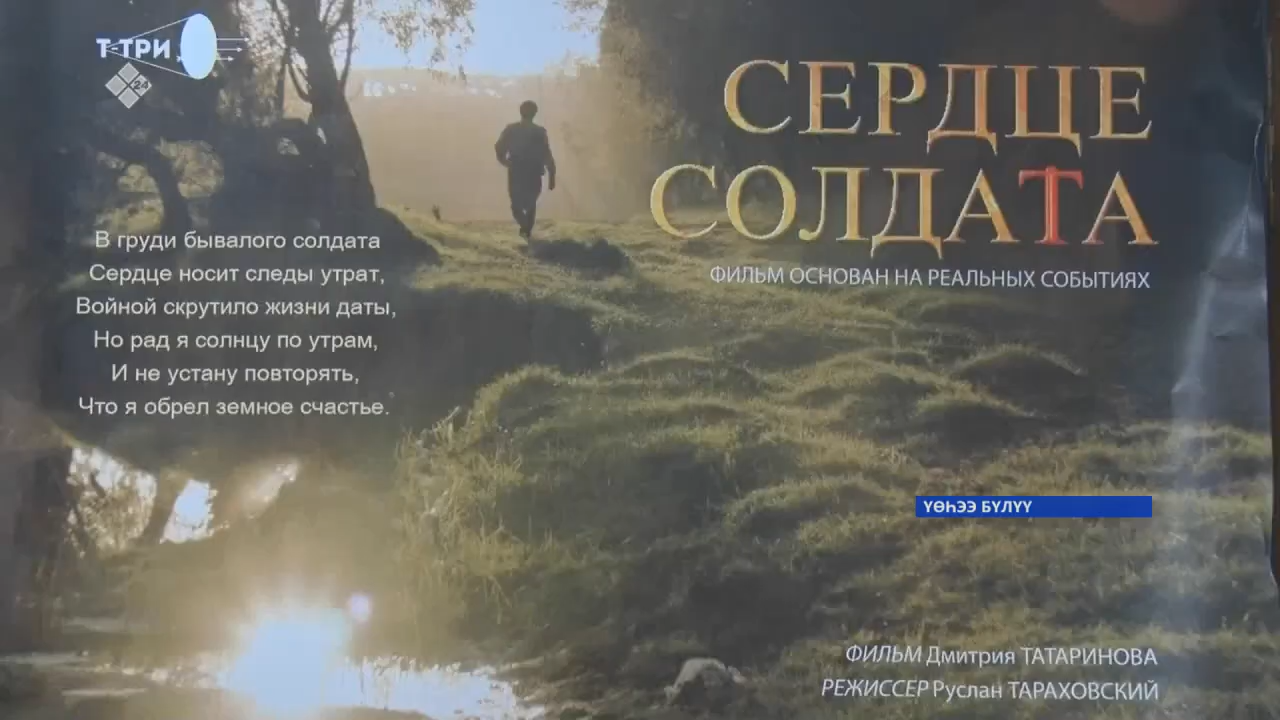 Т-ТРИ
Х24
СЕРДЦЕ
СОЛДАТА
ФИЛЬМ ОСНОВАН НА РЕАЛЬНЫХ СОБЫТИЯХ
В груди бывалого солдата
Сердце носит следы утрат,
Войной скрутило жизни даты,
Но рад я солнцу по утрам,
И не устану повторять,
Что я обрел земное счастье.
ҮӨҺЭЭ БҮЛҮҮ
ФИЛЬМ Дмитрия ТАТАРИНОВА
РЕЖИССЕР Руслан ТАРАХОВСКИЙ